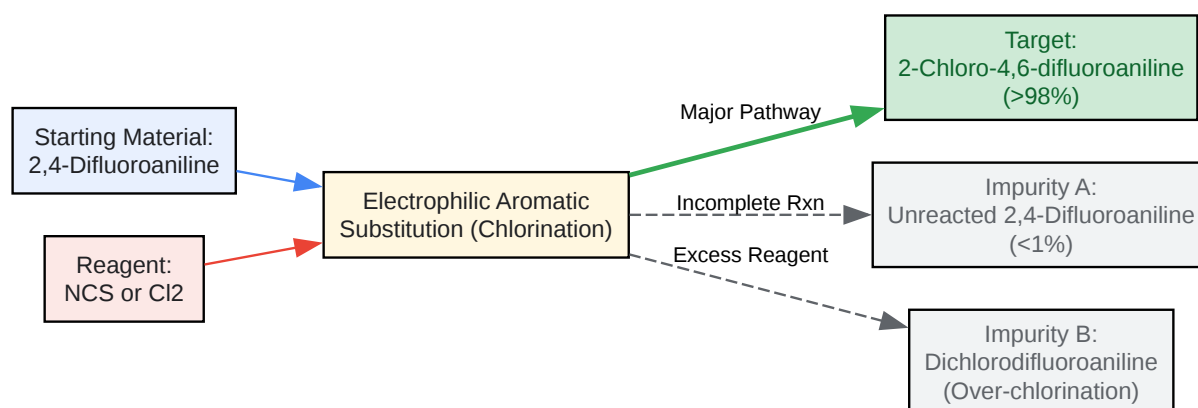 Starting Material:
2,4-Difluoroaniline
Reagent:
NCS or Cl2
Electrophilic Aromatic
Substitution (Chlorination)
Major Pathway
Incomplete Rxn
Excess Reagent
Target:
2-Chloro-4,6-difluoroaniline
(>98%)
Impurity A:
Unreacted 2,4-Difluoroaniline
(<1%)
Impurity B:
Dichlorodifluoroaniline
(Over-chlorination)